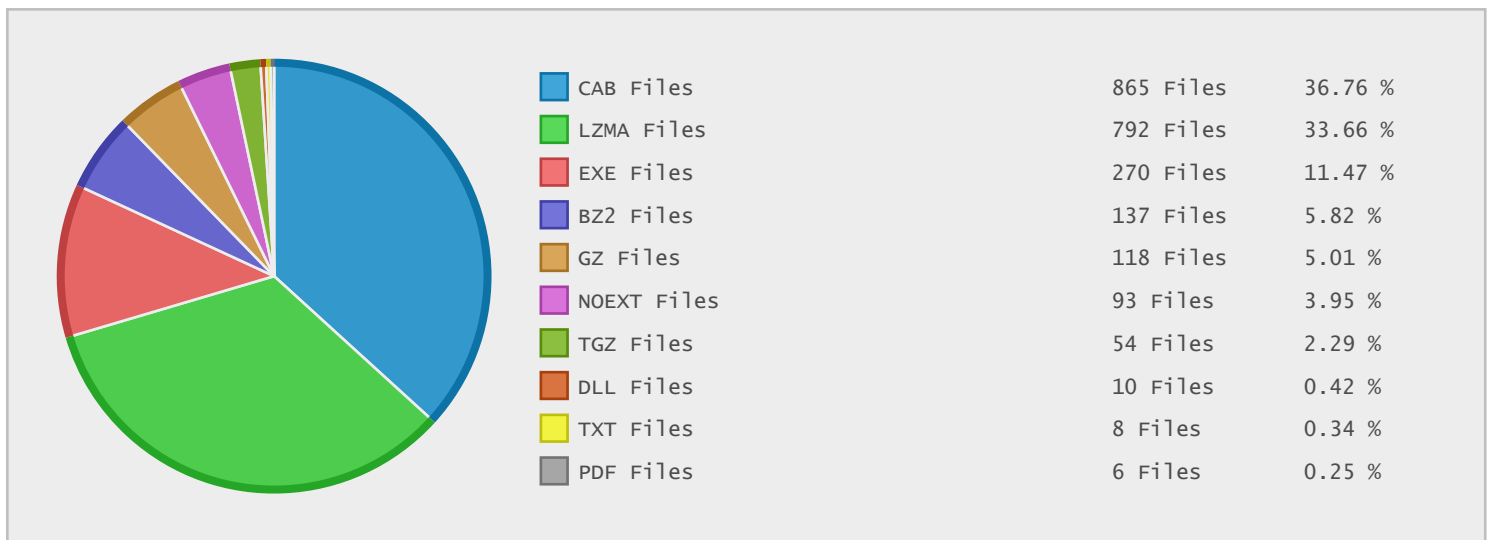 CAB Files 865 Files 36.76 %
LZMA Files 792 Files 33.66 %
EXE Files 270 Files 11.47 %
BZ2 Files 137 Files 5.82 %
GZ Files 118 Files 5.01 %
NOEXT Files 93 Files 3.95 %
TGZ Files 54 Files 2.29 %
DLL Files 10 Files 0.42 %
TXT Files 8 Files 0.34 %
PDF Files 6 Files 0.25 %